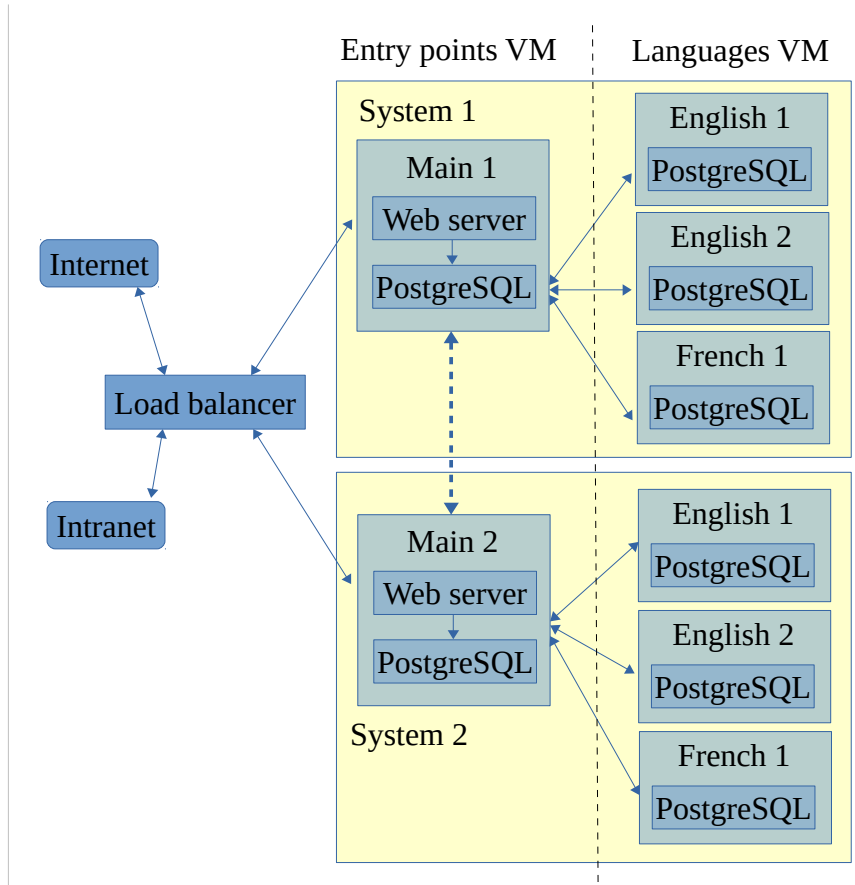 Entry points VM
Languages VM
System 1
Main 1
Web server
PostgreSQL
English 1
PostgreSQL
English 2
PostgreSQL
French 1
PostgreSQL
Internet
Load balancer
Intranet
Main 2
Web server
PostgreSQL
System 2
English 1
PostgreSQL
English 2
PostgreSQL
French 1
PostgreSQL